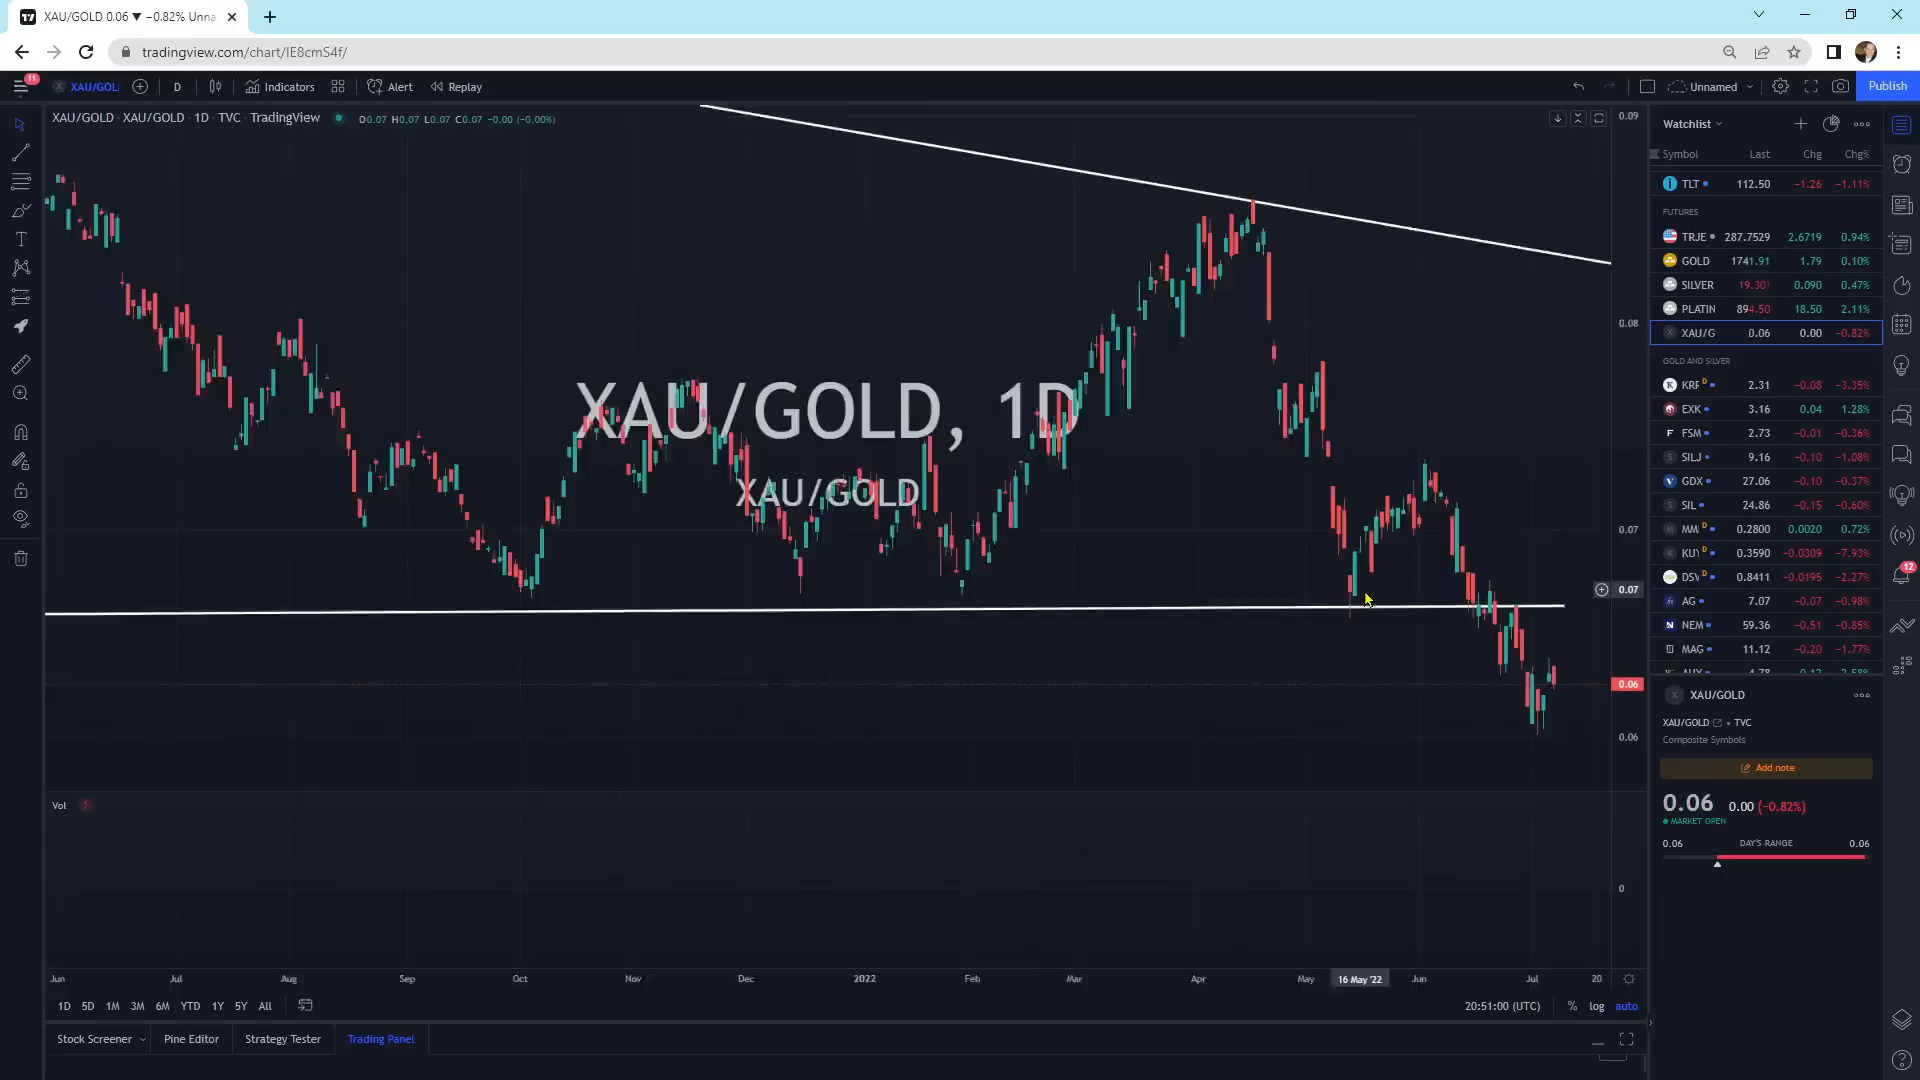 XAU/GOLD 0.06 ▼ −0.82% Unna
tradingview.com/chart/IE8cmS4f/
11
XAU/GOL
D
Indicators
Alert
Replay
Unnamed
Publish
XAU/GOLD · XAU/GOLD · 1D · TVC · TradingView
O0.07 H0.07 L0.07 C0.07 −0.00 (−0.00%)
XAU/GOLD, 1D
XAU/GOLD
0.09
0.08
0.07
0.07
0.06
0.06
Vol
0
Jun Jul Aug Sep Oct Nov Dec 2022 Feb Mar Apr May 16 May '22 Jun Jul 20
1D 5D 1M 3M 6M YTD 1Y 5Y All
20:51:00 (UTC) % log auto
Stock Screener Pine Editor Strategy Tester Trading Panel
Watchlist
Symbol Last Chg Chg%
TLT 112.50 −1.26 −1.11%
FUTURES
TRJE 287.7529 2.6719 0.94%
GOLD 1741.91 1.79 0.10%
SILVER 19.301 0.090 0.47%
PLATIN 894.50 18.50 2.11%
XAU/G 0.06 0.00 −0.82%
GOLD AND SILVER
KRF D 2.31 −0.08 −3.35%
EXK 3.16 0.04 1.28%
FSM 2.73 −0.01 −0.36%
SILJ 9.16 −0.10 −1.08%
GDX 27.06 −0.10 −0.37%
SIL 24.86 −0.15 −0.60%
MM D 0.2800 0.0020 0.72%
KUY D 0.3590 −0.0309 −7.93%
DSV D 0.8411 −0.0195 −2.27%
AG 7.07 −0.07 −0.98%
NEM 59.36 −0.51 −0.85%
MAG 11.12 −0.20 −1.77%
XAU/GOLD
XAU/GOLD • TVC
Composite Symbols
Add note
0.06 0.00 (−0.82%)
MARKET OPEN
0.06 DAY'S RANGE 0.06
12